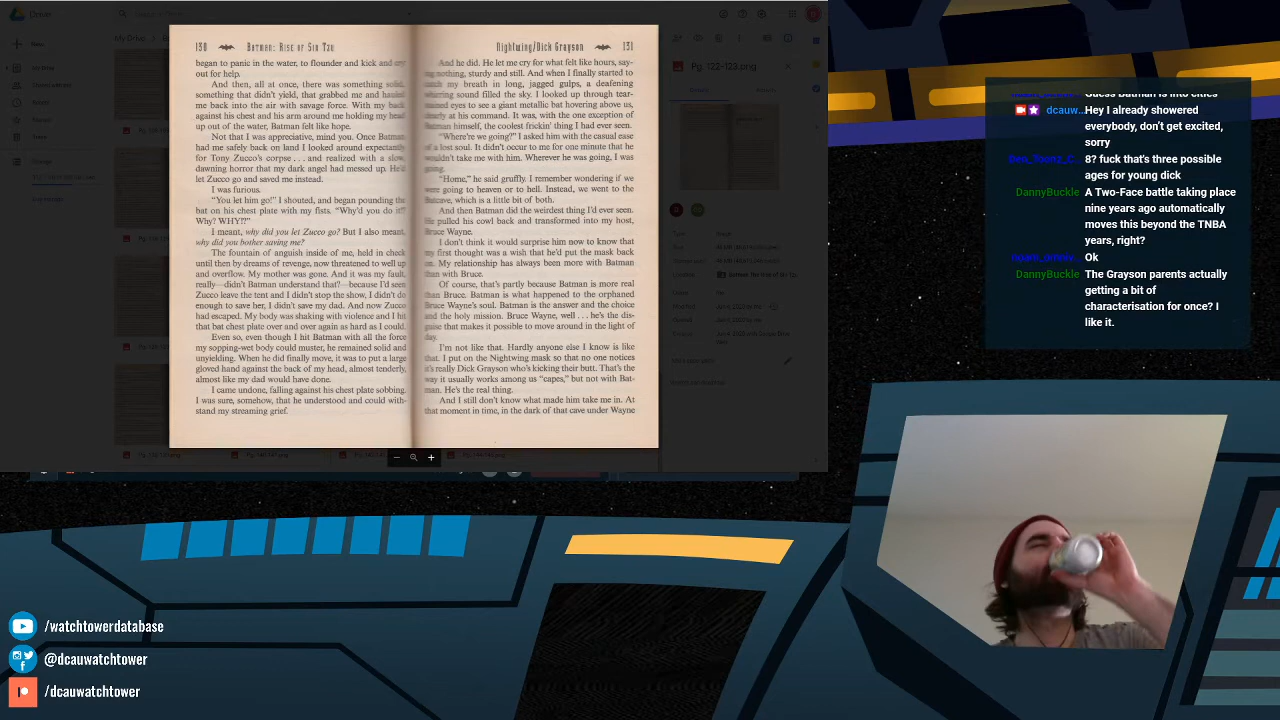 Drive
New
My Drive
Pg. 122-123.png
130 Batman: Rise of Sin Tzu
began to panic in the water, to flounder and kick and cry
out for help.
And then, all at once, there was something solid,
something that didn't yield, that grabbed me and hauled
me back into the air with savage force. With my back
against his chest and his arm around me holding my head
up out of the water, Batman felt like hope.
Not that I was appreciative, mind you. Once Batman
had me safely back on land I looked around expectantly
for Tony Zucco's corpse . . . and realized with a slow,
dawning horror that my dark angel had messed up. He'd
let Zucco go and saved me instead.
I was furious.
"You let him go!" I shouted, and began pounding the
bat on his chest plate with my fists. "Why'd you do it?
Why? WHY?!"
I meant, why did you let Zucco go? But I also meant,
why did you bother saving me?
The fountain of anguish inside of me, held in check
until then by dreams of revenge, now threatened to well up
and overflow. My mother was gone. And it was my fault,
really—didn't Batman understand that?—because I'd seen
Zucco leave the tent and I didn't stop the show, I didn't do
enough to save her, I didn't save my dad. And now Zucco
had escaped. My body was shaking with violence and I hit
that bat chest plate over and over again as hard as I could.
Even so, even though I hit Batman with all the force
my sopping-wet body could muster, he remained solid and
unyielding. When he did finally move, it was to put a large
gloved hand against the back of my head, almost tenderly,
almost like my dad would have done.
I came undone, falling against his chest plate sobbing.
I was sure, somehow, that he understood and could with-
stand my streaming grief.
Nightwing/Dick Grayson 131
And he did. He let me cry for what felt like hours, say-
ing nothing, sturdy and still. And when I finally started to
catch my breath in long, jagged gulps, a deafening
whirring sound filled the sky. I looked up through tear-
stained eyes to see a giant metallic bat hovering above us,
clearly at his command. It was, with the one exception of
Batman himself, the coolest frickin' thing I had ever seen.
"Where're we going?" I asked him with the casual ease
of a lost soul. It didn't occur to me for one minute that he
wouldn't take me with him. Wherever he was going, I was
going.
"Home," he said gruffly. I remember wondering if we
were going to heaven or to hell. Instead, we went to the
Batcave, which is a little bit of both.
And then Batman did the weirdest thing I'd ever seen.
He pulled his cowl back and transformed into my host,
Bruce Wayne.
I don't think it would surprise him now to know that
my first thought was a wish that he'd put the mask back
on. My relationship has always been more with Batman
than with Bruce.
Of course, that's partly because Batman is more real
than Bruce. Batman is what happened to the orphaned
Bruce Wayne's soul. Batman is the answer and the choice
and the holy mission. Bruce Wayne, well . . . he's the dis-
guise that makes it possible to move around in the light of
day.
I'm not like that. Hardly anyone else I know is like
that. I put on the Nightwing mask so that no one notices
it's really Dick Grayson who's kicking their butt. That's the
way it usually works among us "capes," but not with Bat-
man. He's the real thing.
And I still don't know what made him take me in. At
that moment in time, in the dark of that cave under Wayne
dcauw... Hey I already showered
everybody, don't get excited,
sorry
8? fuck that's three possible
ages for young dick
DannyBuckle A Two-Face battle taking place
nine years ago automatically
moves this beyond the TNBA
years, right?
Ok
DannyBuckle The Grayson parents actually
getting a bit of
characterisation for once? I
like it.
/watchtowerdatabase
@dcauwatchtower
/dcauwatchtower